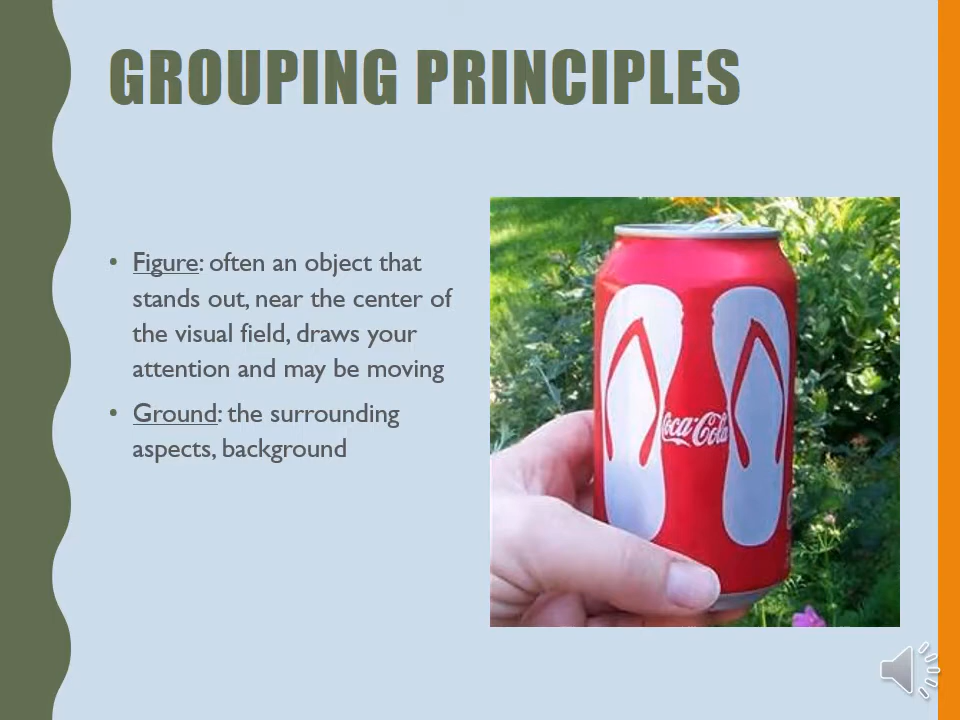 GROUPING PRINCIPLES
• Figure: often an object that
stands out, near the center of
the visual field, draws your
attention and may be moving
• Ground: the surrounding
aspects, background
Coca-Cola